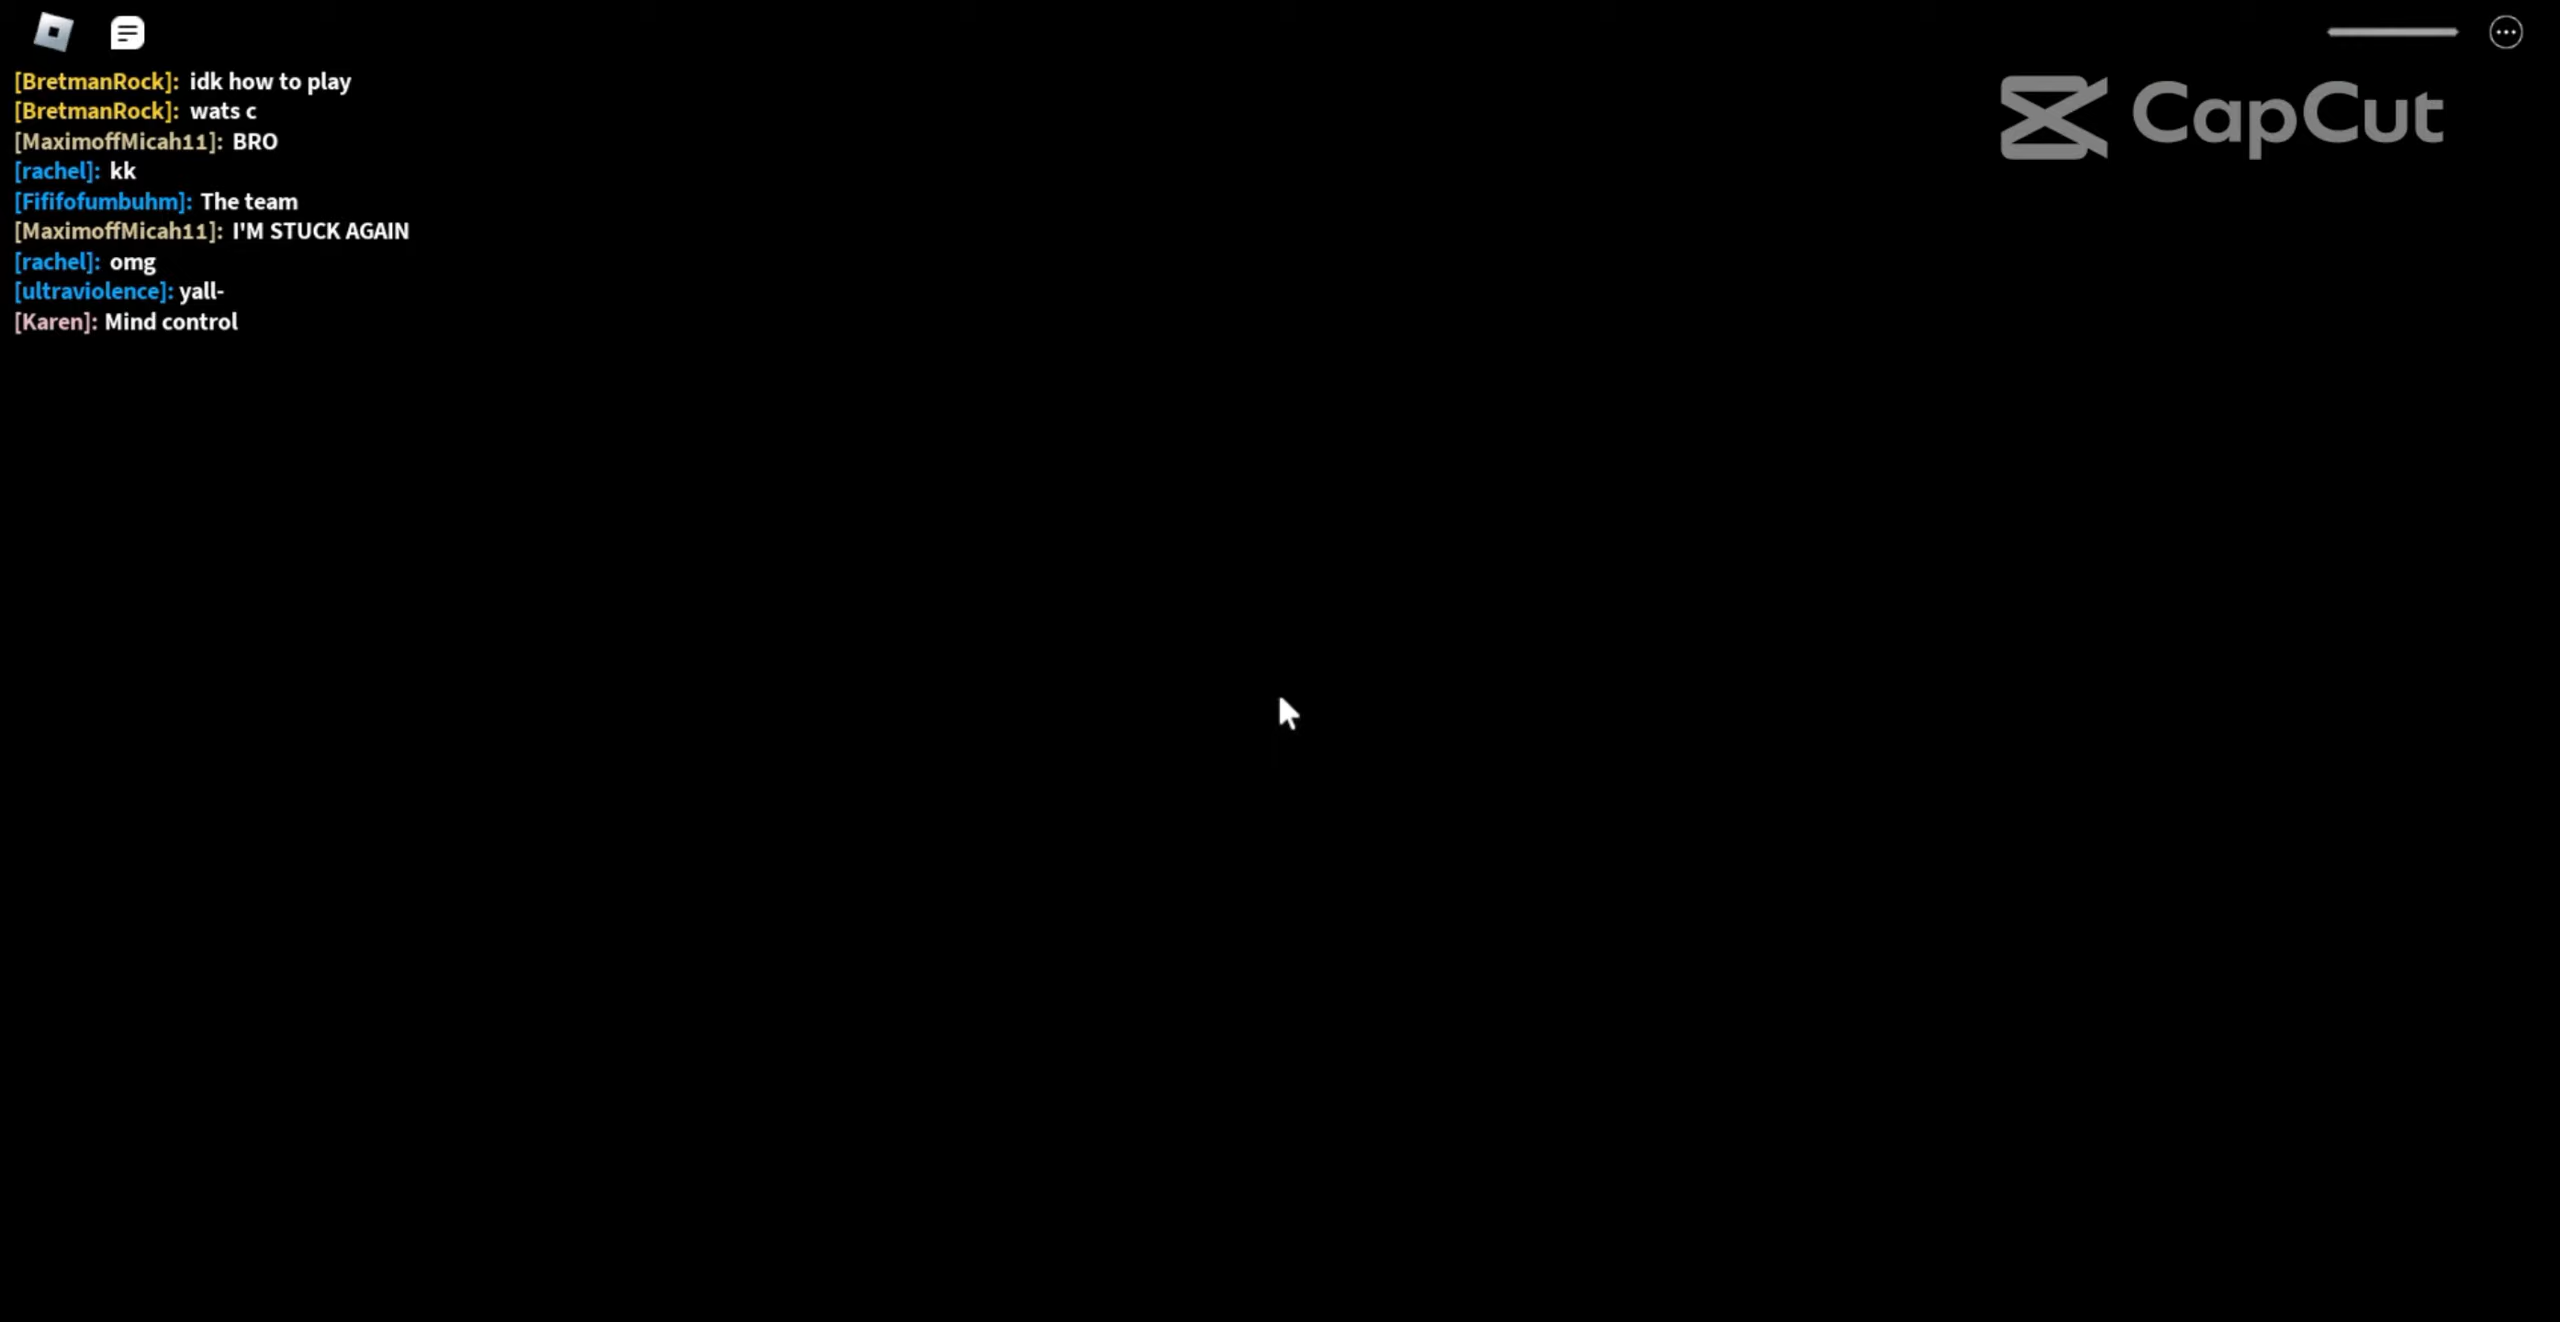 [BretmanRock]: idk how to play
[BretmanRock]: wats c
[MaximoffMicah11]: BRO
[rachel]: kk
[Fififofumbuhm]: The team
[MaximoffMicah11]: I'M STUCK AGAIN
[rachel]: omg
[ultraviolence]: yall-
[Karen]: Mind control
CapCut